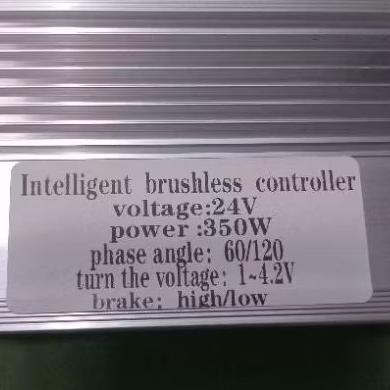 Intelligent brushless controller
voltage:24V
power :350W
phase angle: 60/120
turn the voltage: 1~4.2V
brake: high/low